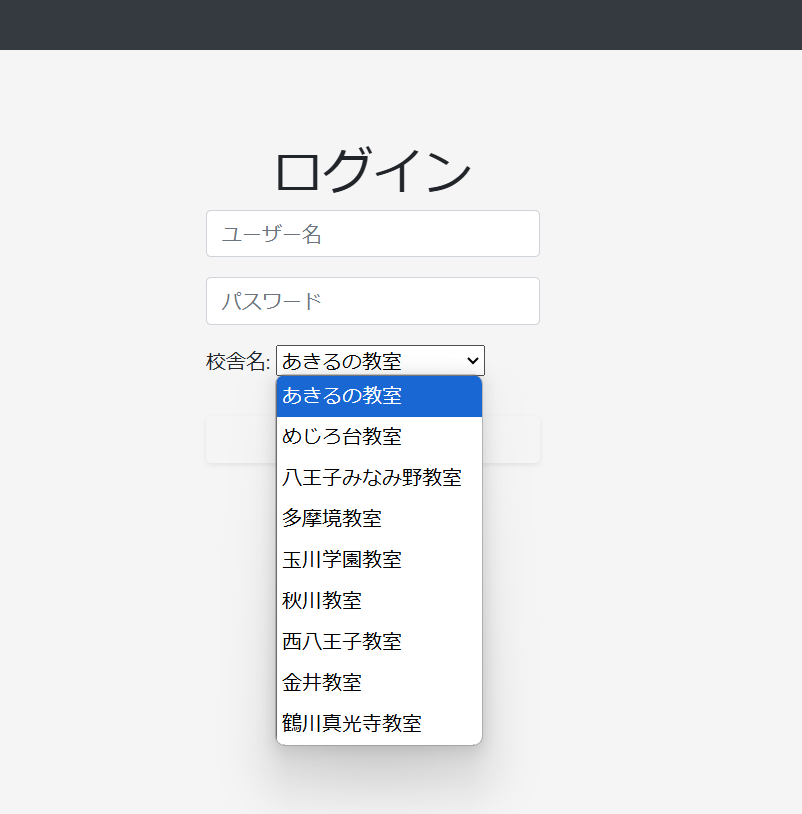 ログイン
ユーザー名
パスワード
校舎名: あきるの教室
あきるの教室
めじろ台教室
八王子みなみ野教室
多摩境教室
玉川学園教室
秋川教室
西八王子教室
金井教室
鶴川真光寺教室